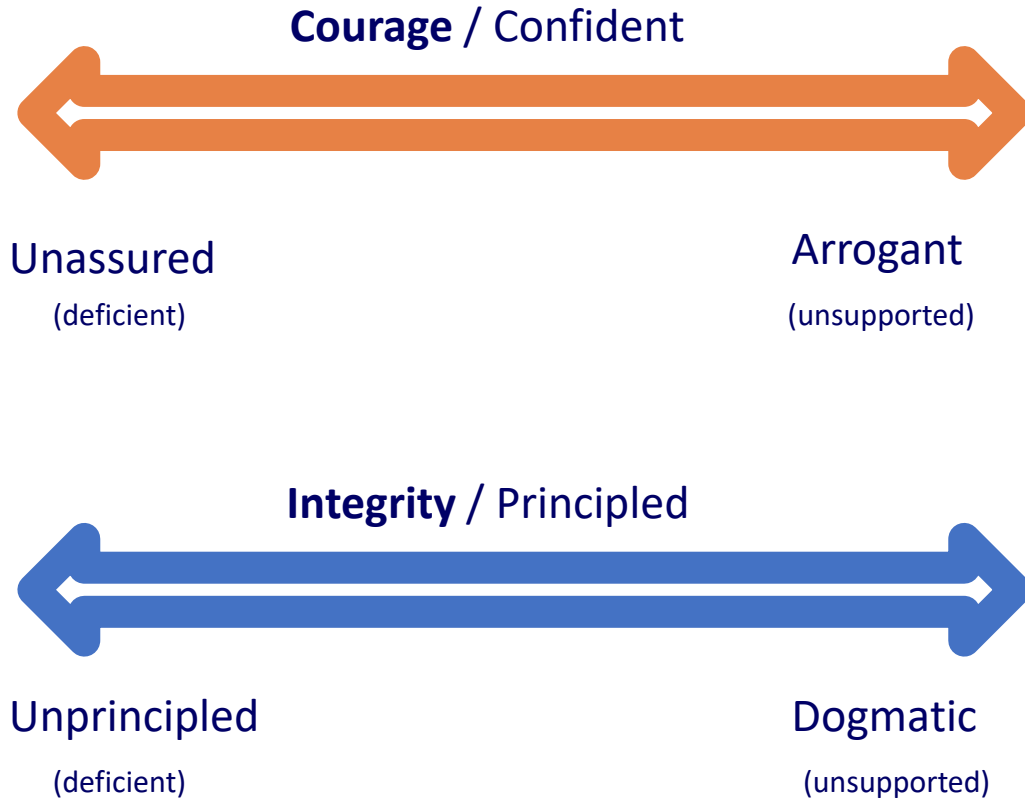 Courage / Confident
Unassured
Arrogant
(deficient)
(unsupported)
Integrity / Principled
Unprincipled
Dogmatic
(deficient)
(unsupported)